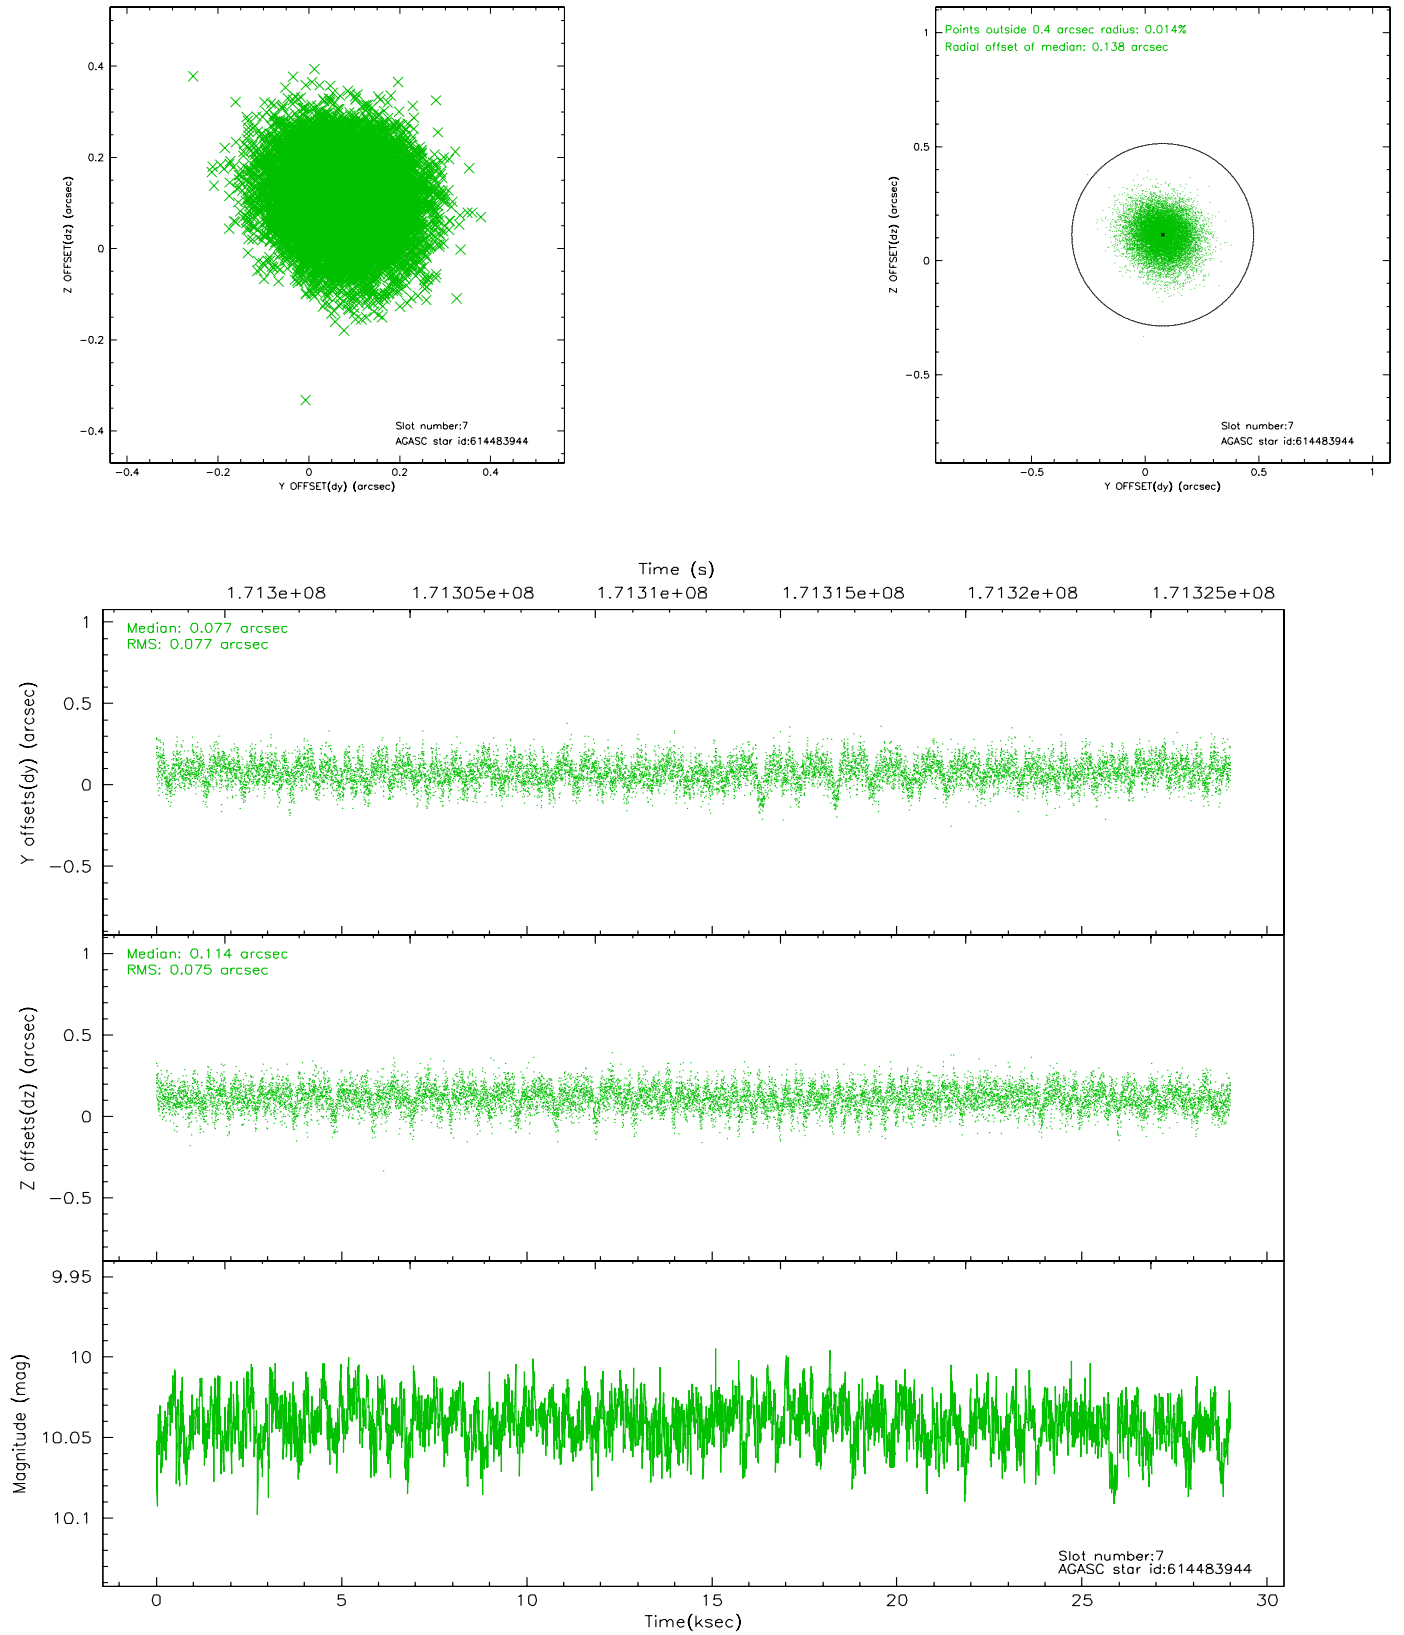 0.4
0.2
0
−0.2
−0.4
Z OFFSET(dz) (arcsec)
Slot number:7
AGASC star id:614483944
−0.4 −0.2 0 0.2 0.4
Y OFFSET(dy) (arcsec)
Points outside 0.4 arcsec radius: 0.014%
Radial offset of median: 0.138 arcsec
1
0.5
0
−0.5
Z OFFSET(dz) (arcsec)
Slot number:7
AGASC star id:614483944
−0.5 0 0.5 1
Y OFFSET(dy) (arcsec)
Time (s)
1.713e+08 1.71305e+08 1.7131e+08 1.71315e+08 1.7132e+08 1.71325e+08
Median: 0.077 arcsec
RMS: 0.077 arcsec
1
0.5
0
−0.5
Y offsets(dy) (arcsec)
Median: 0.114 arcsec
RMS: 0.075 arcsec
1
0.5
0
−0.5
Z offsets(dz) (arcsec)
9.95
10
10.05
10.1
Magnitude (mag)
Slot number:7
AGASC star id:614483944
0 5 10 15 20 25 30
Time(ksec)